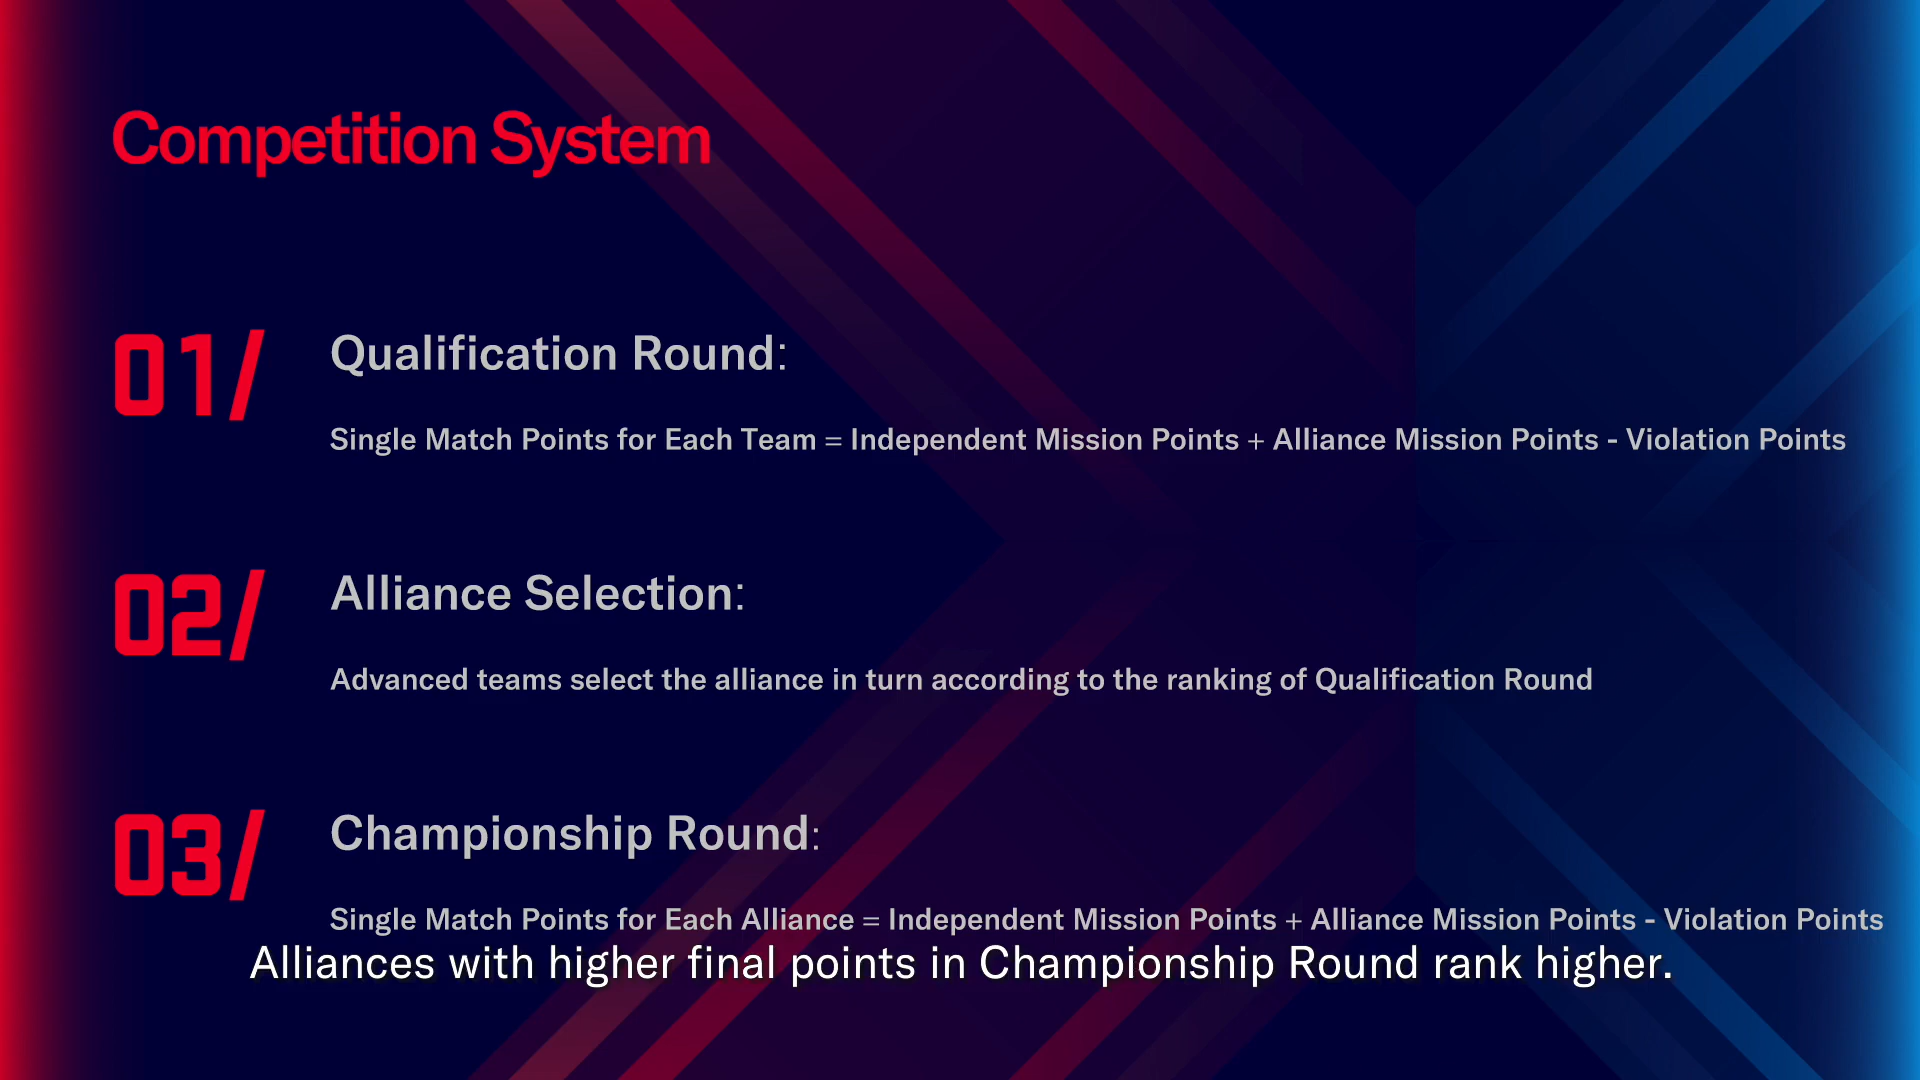 Competition System
01/
Qualification Round:
Single Match Points for Each Team = Independent Mission Points + Alliance Mission Points - Violation Points
02/
Alliance Selection:
Advanced teams select the alliance in turn according to the ranking of Qualification Round
03/
Championship Round:
Single Match Points for Each Alliance = Independent Mission Points + Alliance Mission Points - Violation Points
Alliances with higher final points in Championship Round rank higher.